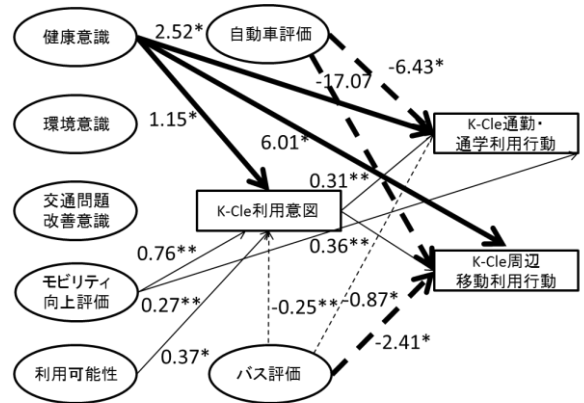 健康意識
2.52*
自動車評価
-6.43*
-17.07
環境意識
1.15*
6.01*
K-Cle通勤・
通学利用行動
交通問題
改善意識
K-Cle利用意図
0.31**
0.36**
モビリティ
向上評価
0.76**
0.27**
K-Cle周辺
移動利用行動
-0.25**
-0.87*
-2.41*
利用可能性
0.37*
バス評価